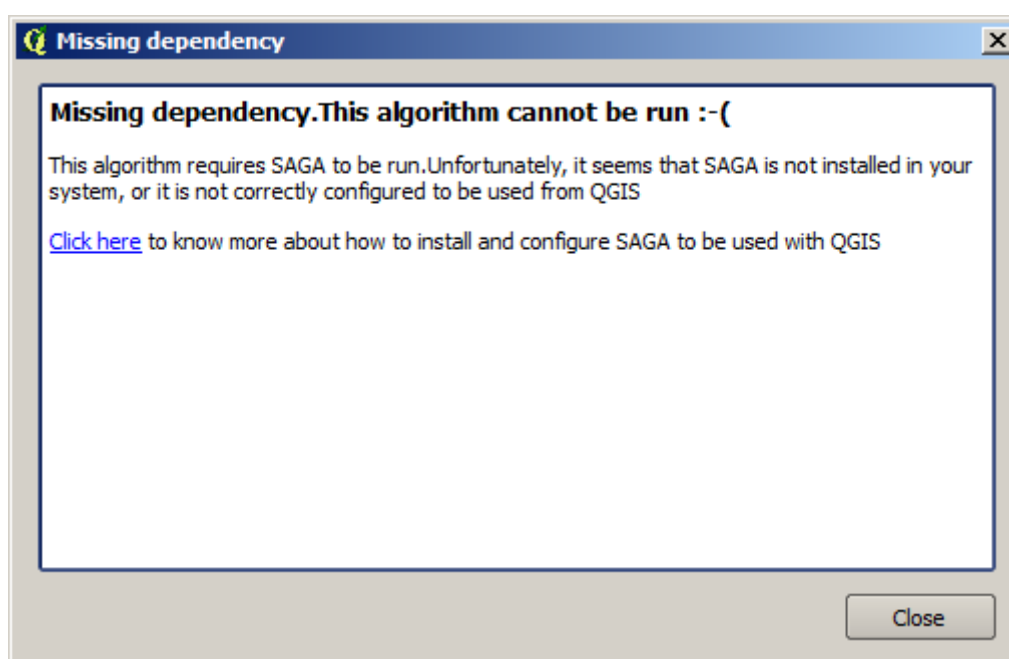 Missing dependency
Missing dependency.This algorithm cannot be run :-(
This algorithm requires SAGA to be run.Unfortunately, it seems that SAGA is not installed in your
system, or it is not correctly configured to be used from QGIS
Click here to know more about how to install and configure SAGA to be used with QGIS
Close